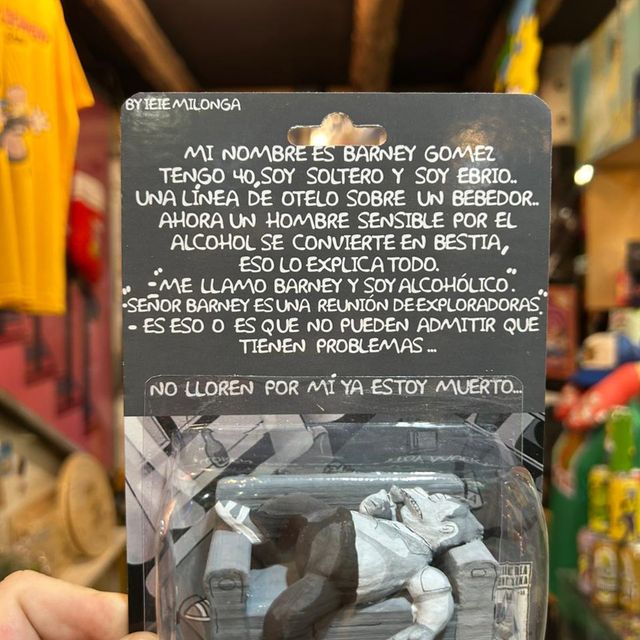 BY IEIE MILONGA
MI NOMBRE ES BARNEY GOMEZ
TENGO 40,SOY SOLTERO Y SOY EBRIO..
UNA LÍNEA DE OTELO SOBRE UN BEBEDOR..
AHORA UN HOMBRE SENSIBLE POR EL
ALCOHOL SE CONVIERTE EN BESTIA,
ESO LO EXPLICA TODO.
"-ME LLAMO BARNEY Y SOY ALCOHÓLICO."
"SEÑOR BARNEY ES UNA REUNIÓN DE EXPLORADORAS."
- ES ESO O ES QUE NO PUEDEN ADMITIR QUE
TIENEN PROBLEMAS...
NO LLOREN POR MÍ YA ESTOY MUERTO...